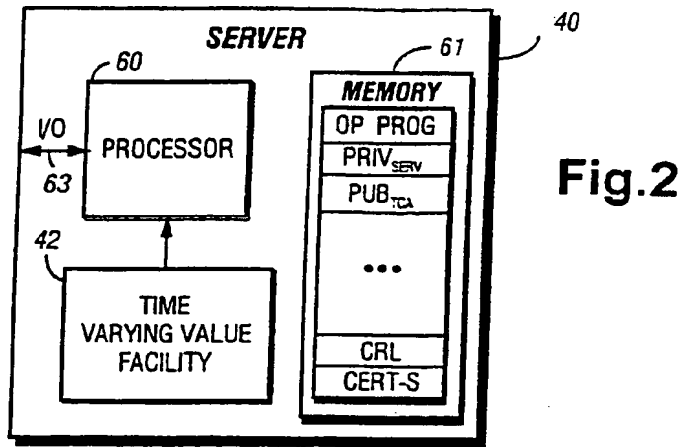 SERVER
40
60
61
I/O
PROCESSOR
63
MEMORY
OP PROG
PRIV_SERV
PUB_TCA
•••
CRL
CERT-S
42
TIME
VARYING VALUE
FACILITY
Fig.2